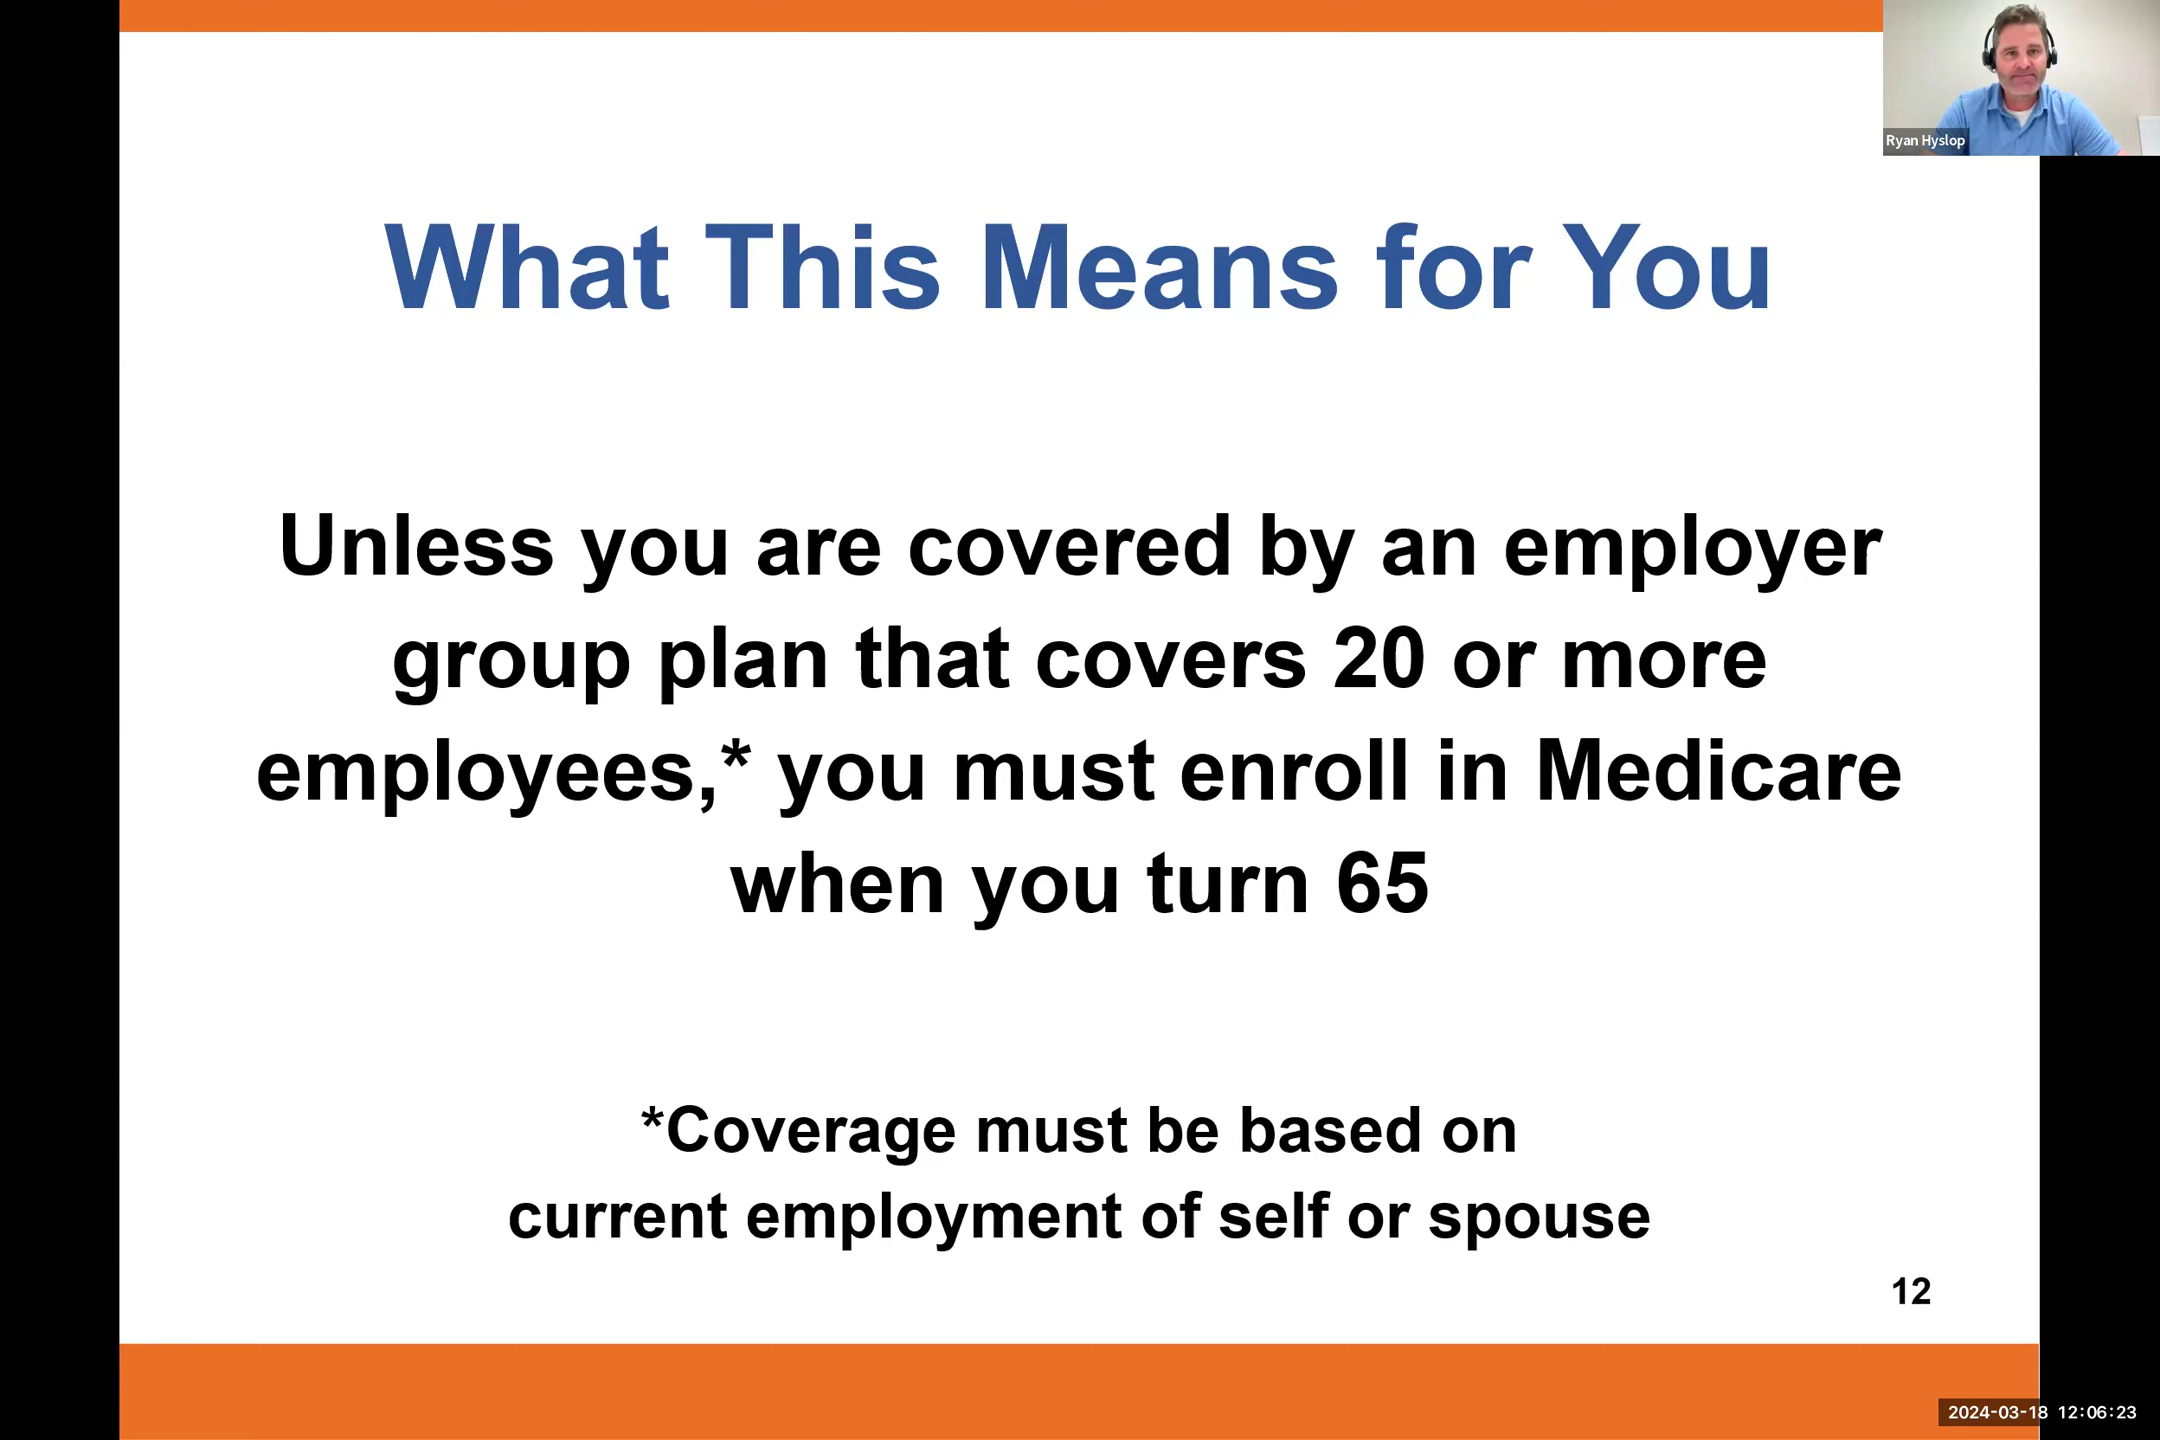 Ryan Hyslop
What This Means for You
Unless you are covered by an employer
group plan that covers 20 or more
employees,* you must enroll in Medicare
when you turn 65
*Coverage must be based on
current employment of self or spouse
12
2024-03-18 12:06:23